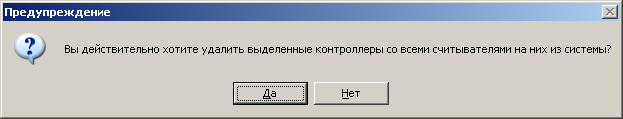 Предупреждение
Вы действительно хотите удалить выделенные контроллеры со всеми считывателями на них из системы?
Да
Нет